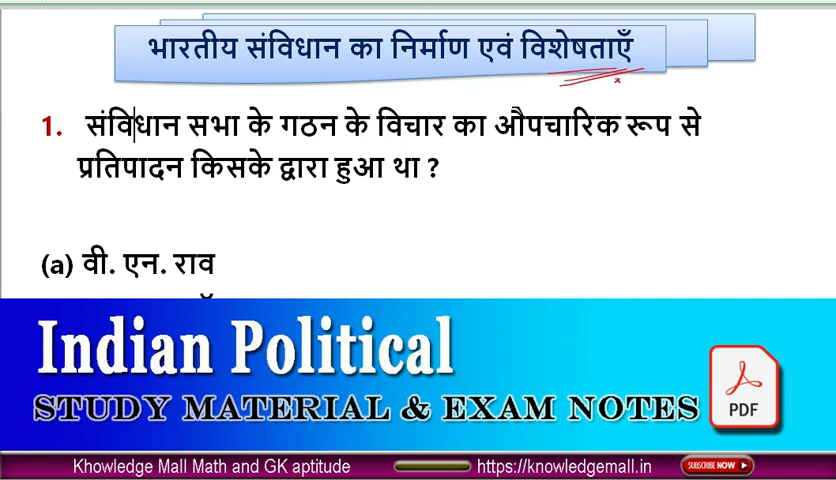 भारतीय संविधान का निर्माण एवं विशेषताएँ
1. संविधान सभा के गठन के विचार का औपचारिक रूप से
प्रतिपादन किसके द्वारा हुआ था ?
(a) वी. एन. राव
Indian Political
STUDY MATERIAL & EXAM NOTES
PDF
Khowledge Mall Math and GK aptitude
https://knowledgemall.in
SUBSCRIBE NOW